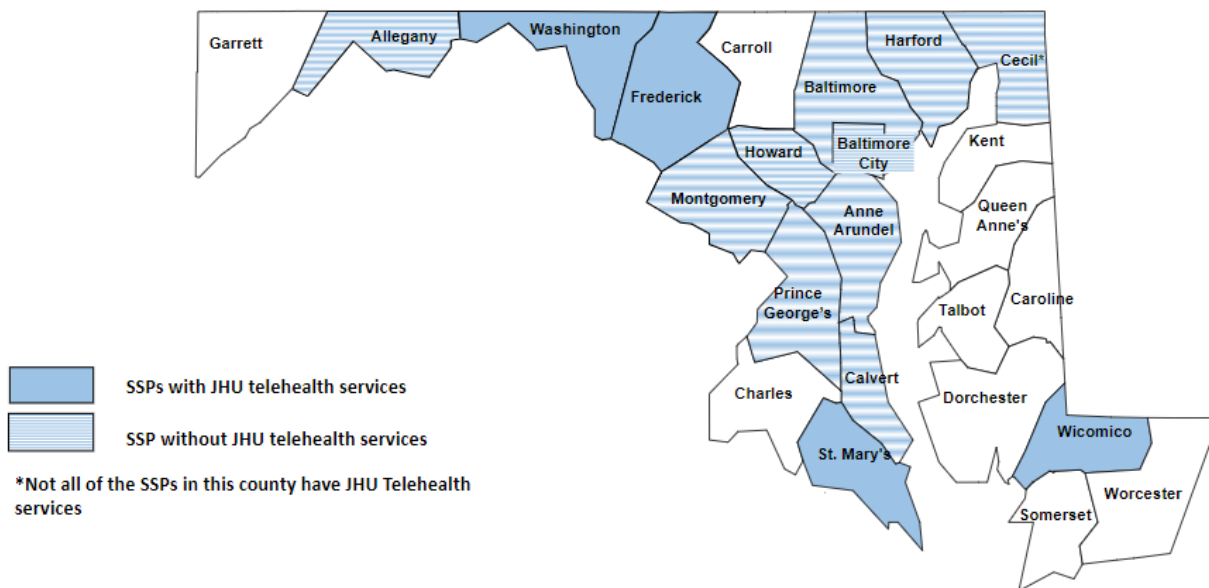 Garrett
Allegany
Washington
Frederick
Carroll
Baltimore
Harford
Cecil*
Howard
Baltimore
City
Kent
Montgomery
Anne
Arundel
Queen
Anne's
Prince
George's
Talbot
Caroline
Charles
Calvert
Dorchester
St. Mary's
Wicomico
Somerset
Worcester
SSPs with JHU telehealth services
SSP without JHU telehealth services
*Not all of the SSPs in this county have JHU Telehealth
services